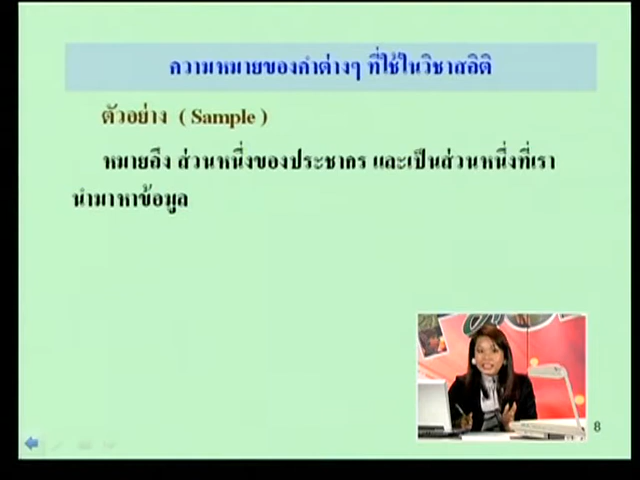 ความหมายของคำต่างๆ ที่ใช้ในวิชาสถิติ
ตัวอย่าง ( Sample )
หมายถึง ส่วนหนึ่งของประชากร และเป็นส่วนหนึ่งที่เรา
นำมาหาข้อมูล
8